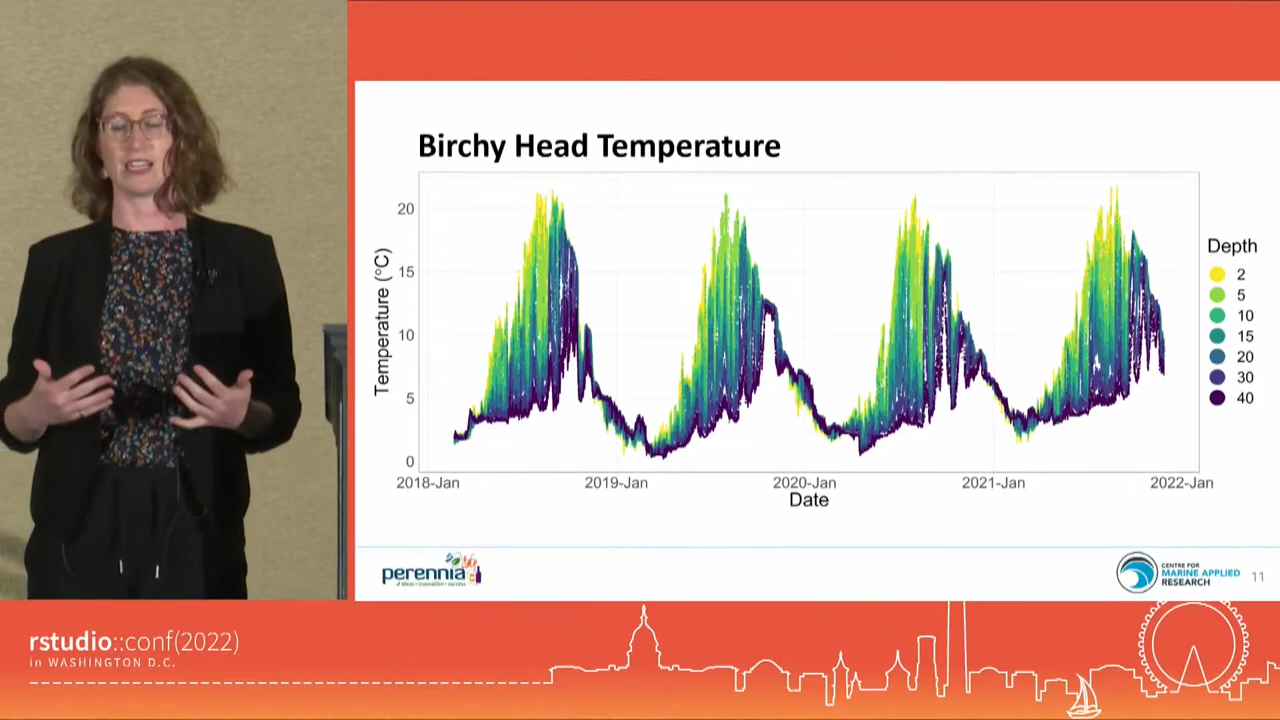 Birchy Head Temperature
Temperature (°C)
20
15
10
5
0
2018-Jan
2019-Jan
2020-Jan
2021-Jan
2022-Jan
Date
Depth
2
5
10
15
20
30
40
perennia
CENTRE FOR
MARINE APPLIED
RESEARCH
11
rstudio::conf(2022)
in WASHINGTON D.C.